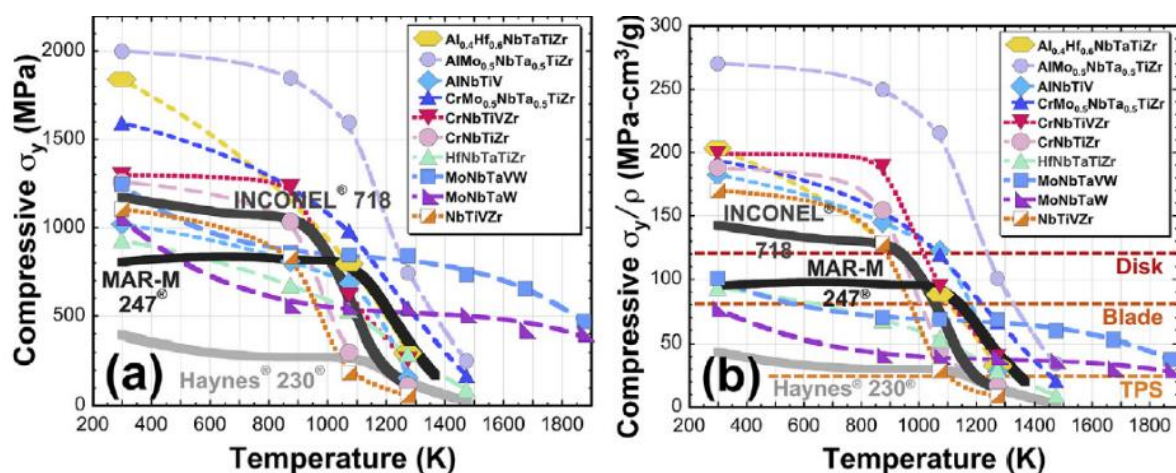 Compressive σy (MPa)
2000
1500
1000
500
0
Al0.4Hf0.6NbTaTiZr
AlMo0.5NbTa0.5TiZr
AlNbTiV
CrMo0.5NbTa0.5TiZr
CrNbTiVZr
CrNbTiZr
HfNbTaTiZr
MoNbTaVW
MoNbTaW
NbTiVZr
INCONEL® 718
MAR-M
247®
Haynes® 230®
(a)
200 400 600 800 1000 1200 1400 1600 1800
Temperature (K)
Compressive σy/ρ (MPa-cm³/g)
300
250
200
150
100
50
0
Al0.4Hf0.6NbTaTiZr
AlMo0.5NbTa0.5TiZr
AlNbTiV
CrMo0.5NbTa0.5TiZr
CrNbTiVZr
CrNbTiZr
HfNbTaTiZr
MoNbTaVW
MoNbTaW
NbTiVZr
INCONEL®
718
MAR-M
247®
Disk
Blade
TPS
Haynes® 230®
(b)
200 400 600 800 1000 1200 1400 1600 1800
Temperature (K)